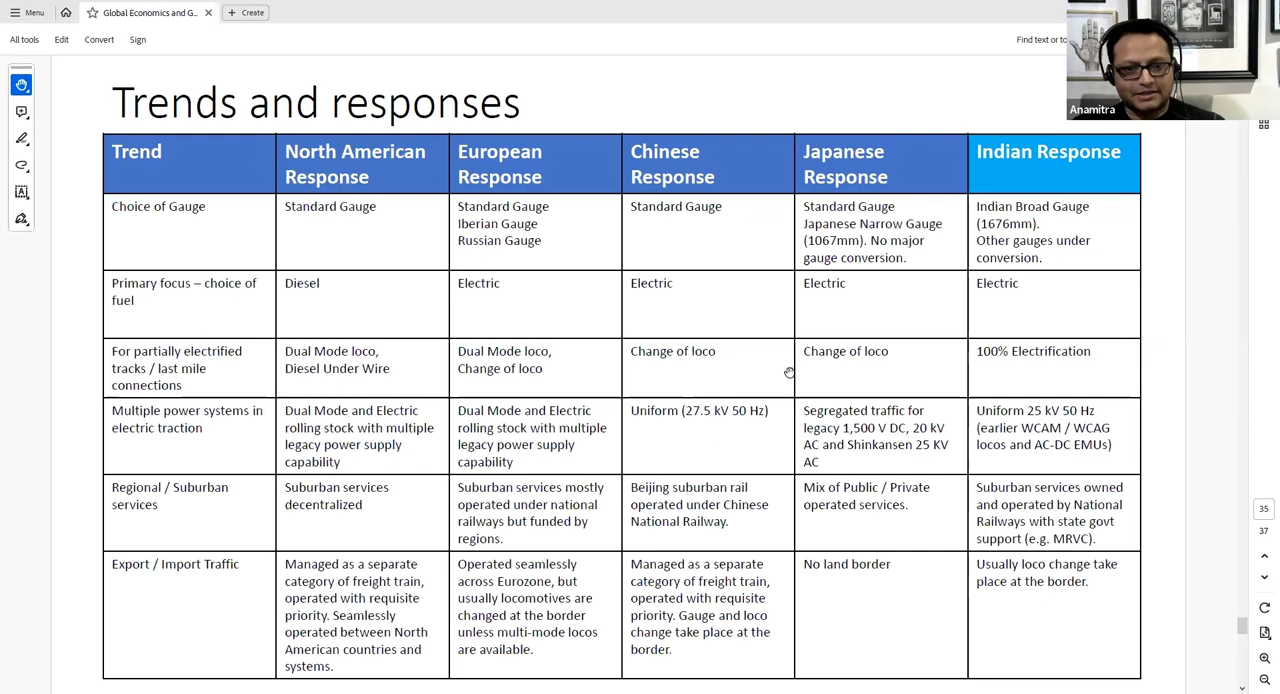 Menu
Global Economics and G..
Create
All tools
Edit
Convert
Sign
Find text or to
Anamitra
Trends and responses
Trend
North American
Response
European
Response
Chinese
Response
Japanese
Response
Indian Response
Choice of Gauge
Standard Gauge
Standard Gauge
Iberian Gauge
Russian Gauge
Standard Gauge
Standard Gauge
Japanese Narrow Gauge
(1067mm). No major
gauge conversion.
Indian Broad Gauge
(1676mm).
Other gauges under
conversion.
Primary focus – choice of
fuel
Diesel
Electric
Electric
Electric
Electric
For partially electrified
tracks / last mile
connections
Dual Mode loco,
Diesel Under Wire
Dual Mode loco,
Change of loco
Change of loco
Change of loco
100% Electrification
Multiple power systems in
electric traction
Dual Mode and Electric
rolling stock with multiple
legacy power supply
capability
Dual Mode and Electric
rolling stock with multiple
legacy power supply
capability
Uniform (27.5 kV 50 Hz)
Segregated traffic for
legacy 1,500 V DC, 20 kV
AC and Shinkansen 25 KV
AC
Uniform 25 kV 50 Hz
(earlier WCAM / WCAG
locos and AC-DC EMUs)
Regional / Suburban
services
Suburban services
decentralized
Suburban services mostly
operated under national
railways but funded by
regions.
Beijing suburban rail
operated under Chinese
National Railway.
Mix of Public / Private
operated services.
Suburban services owned
and operated by National
Railways with state govt
support (e.g. MRVC).
Export / Import Traffic
Managed as a separate
category of freight train,
operated with requisite
priority. Seamlessly
operated between North
American countries and
systems.
Operated seamlessly
across Eurozone, but
usually locomotives are
changed at the border
unless multi-mode locos
are available.
Managed as a separate
category of freight train,
operated with requisite
priority. Gauge and loco
change take place at the
border.
No land border
Usually loco change take
place at the border.
35
37